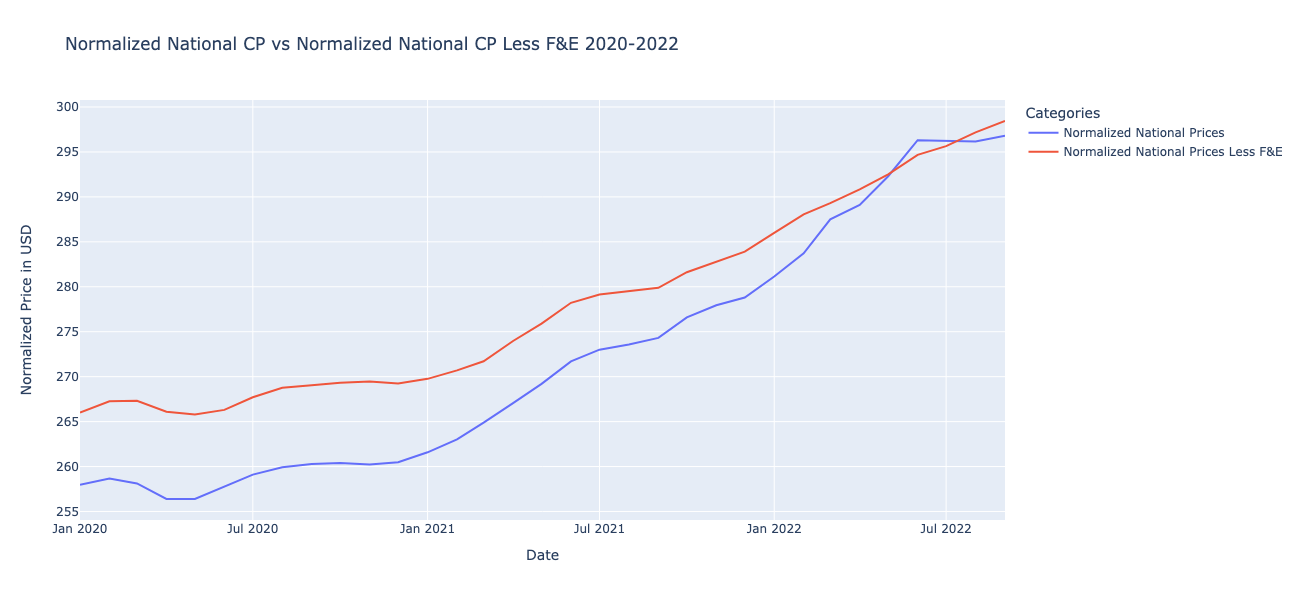 Normalized National CP vs Normalized National CP Less F&E 2020-2022
Categories
Normalized National Prices
Normalized National Prices Less F&E
Normalized Price in USD
300
295
290
285
280
275
270
265
260
255
Jan 2020
Jul 2020
Jan 2021
Jul 2021
Jan 2022
Jul 2022
Date